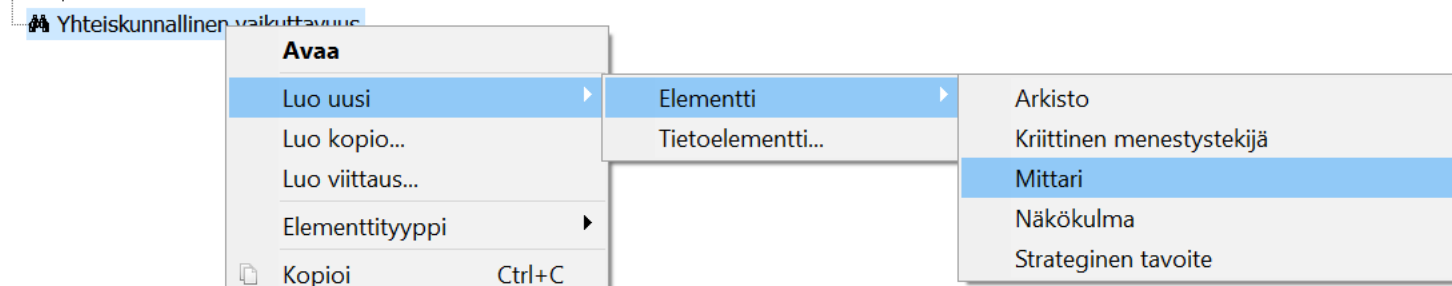 Yhteiskunnallinen vaikuttavuus
Avaa
Luo uusi
Luo kopio...
Luo viittaus...
Elementtityyppi
Kopioi Ctrl+C
Elementti
Tietoelementti...
Arkisto
Kriittinen menestystekijä
Mittari
Näkökulma
Strateginen tavoite